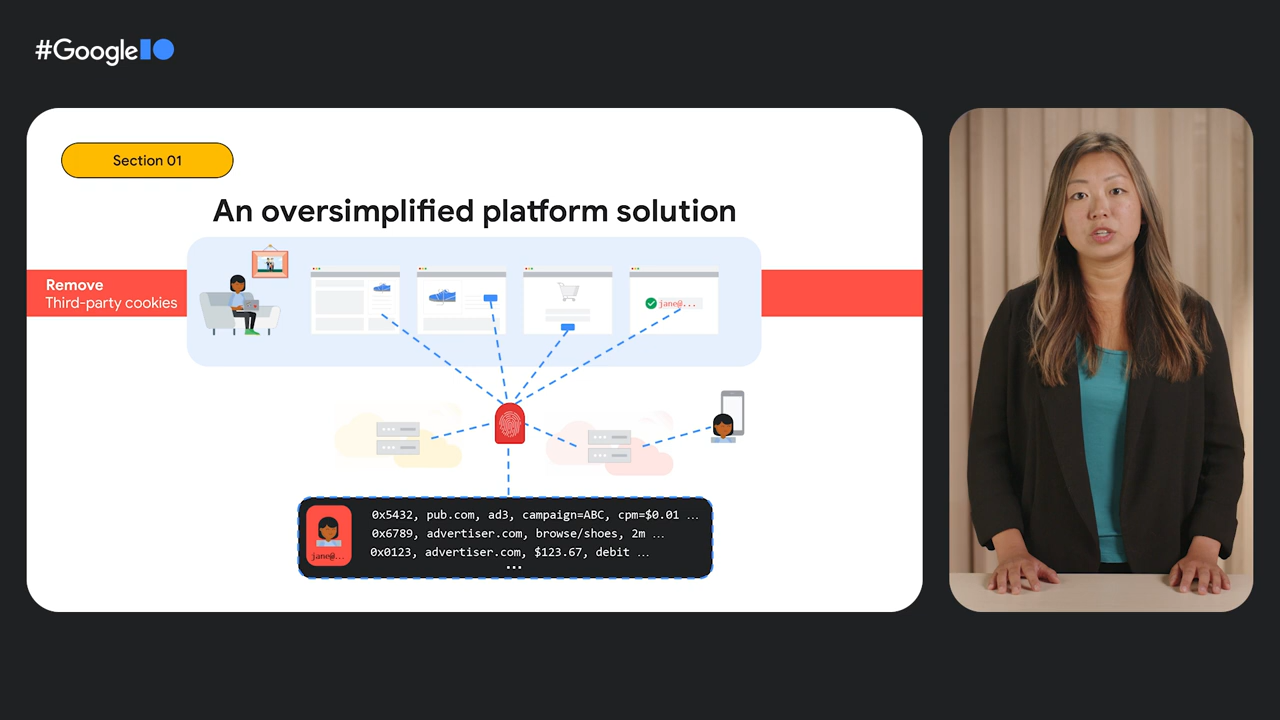 #GoogleIO
Section 01
An oversimplified platform solution
Remove
Third-party cookies
jane@...
0x5432, pub.com, ad3, campaign=ABC, cpm=$0.01 ...
0x6789, advertiser.com, browse/shoes, 2m ...
0x0123, advertiser.com, $123.67, debit ...
...
jane@...